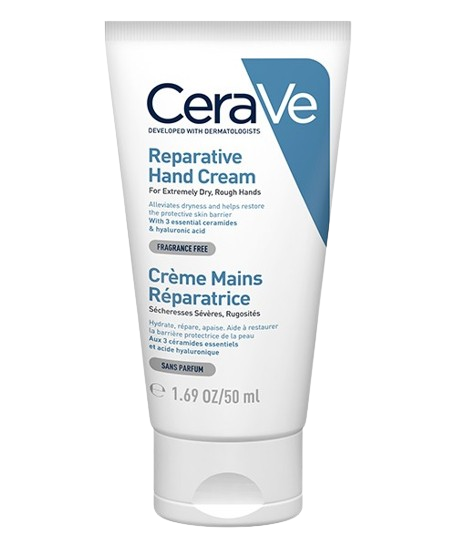 CeraVe
DEVELOPED WITH DERMATOLOGISTS
Reparative
Hand Cream
For Extremely Dry, Rough Hands
Alleviates dryness and helps restore
the protective skin barrier
With 3 essential ceramides
& hyaluronic acid
FRAGRANCE FREE
Crème Mains
Réparatrice
Sécheresses Sévères, Rugosités
Hydrate, répare, apaise. Aide à restaurer
la barrière protectrice de la peau
Aux 3 céramides essentiels
et acide hyaluronique
SANS PARFUM
℮ 1.69 OZ/50 ml